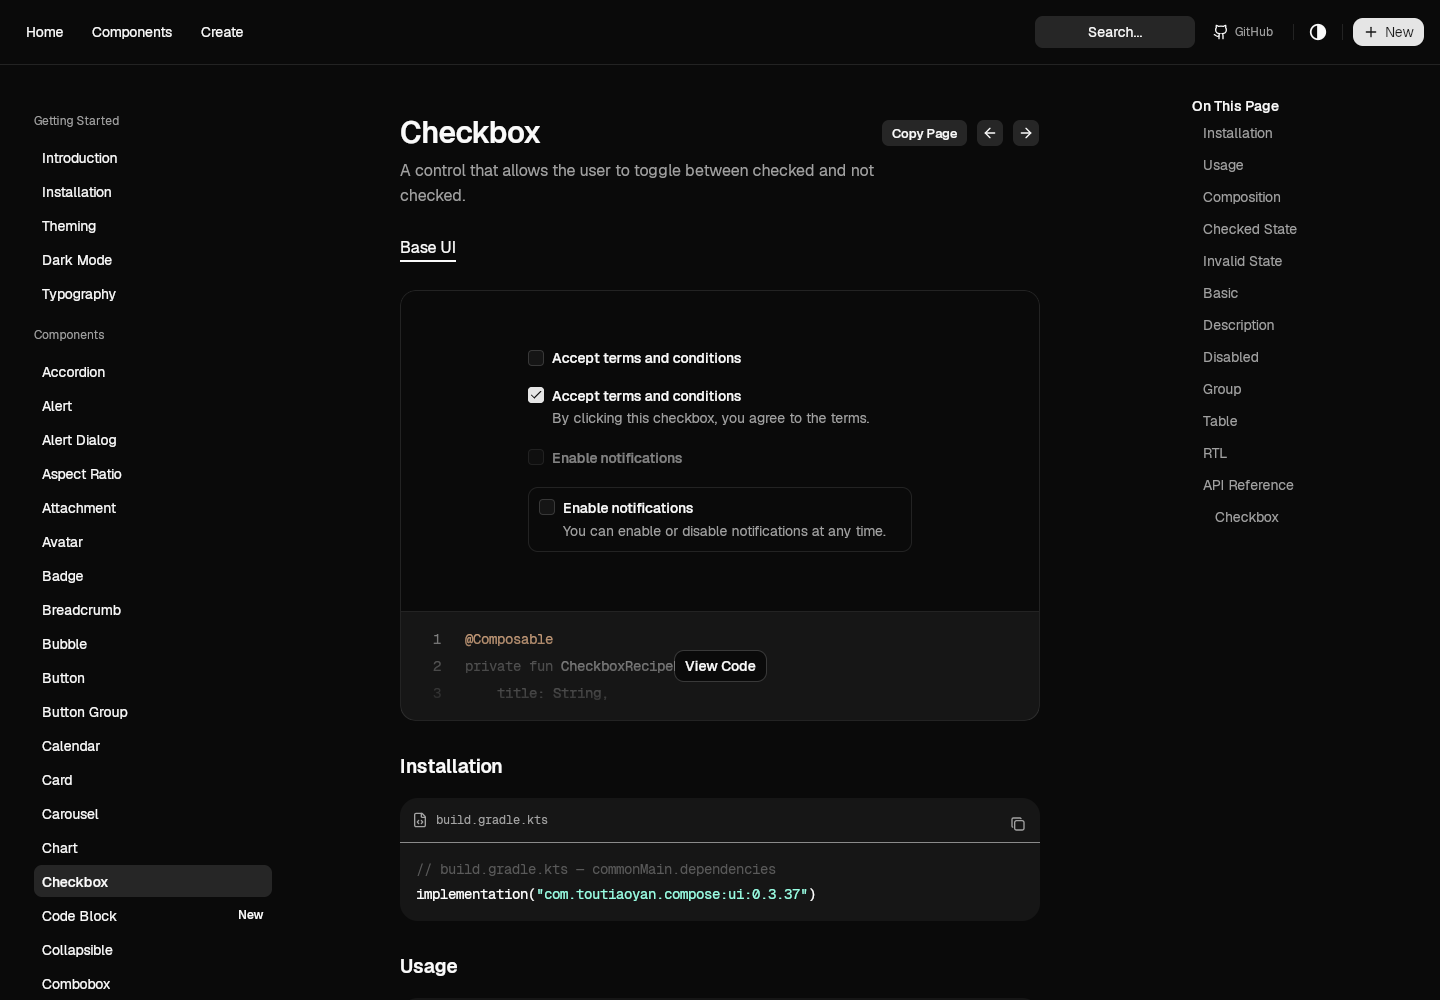 Home
Components
Create
Search...
GitHub
New
Getting Started
Introduction
Installation
Theming
Dark Mode
Typography
Components
Accordion
Alert
Alert Dialog
Aspect Ratio
Attachment
Avatar
Badge
Breadcrumb
Bubble
Button
Button Group
Calendar
Card
Carousel
Chart
Checkbox
Code Block
New
Collapsible
Combobox
Checkbox
Copy Page
A control that allows the user to toggle between checked and not
checked.
Base UI
Accept terms and conditions
Accept terms and conditions
By clicking this checkbox, you agree to the terms.
Enable notifications
Enable notifications
You can enable or disable notifications at any time.
1 @Composable
2 private fun CheckboxRecipe
View Code
3 title: String,
Installation
build.gradle.kts
// build.gradle.kts — commonMain.dependencies
implementation("com.toutiaoyan.compose:ui:0.3.37")
Usage
On This Page
Installation
Usage
Composition
Checked State
Invalid State
Basic
Description
Disabled
Group
Table
RTL
API Reference
Checkbox